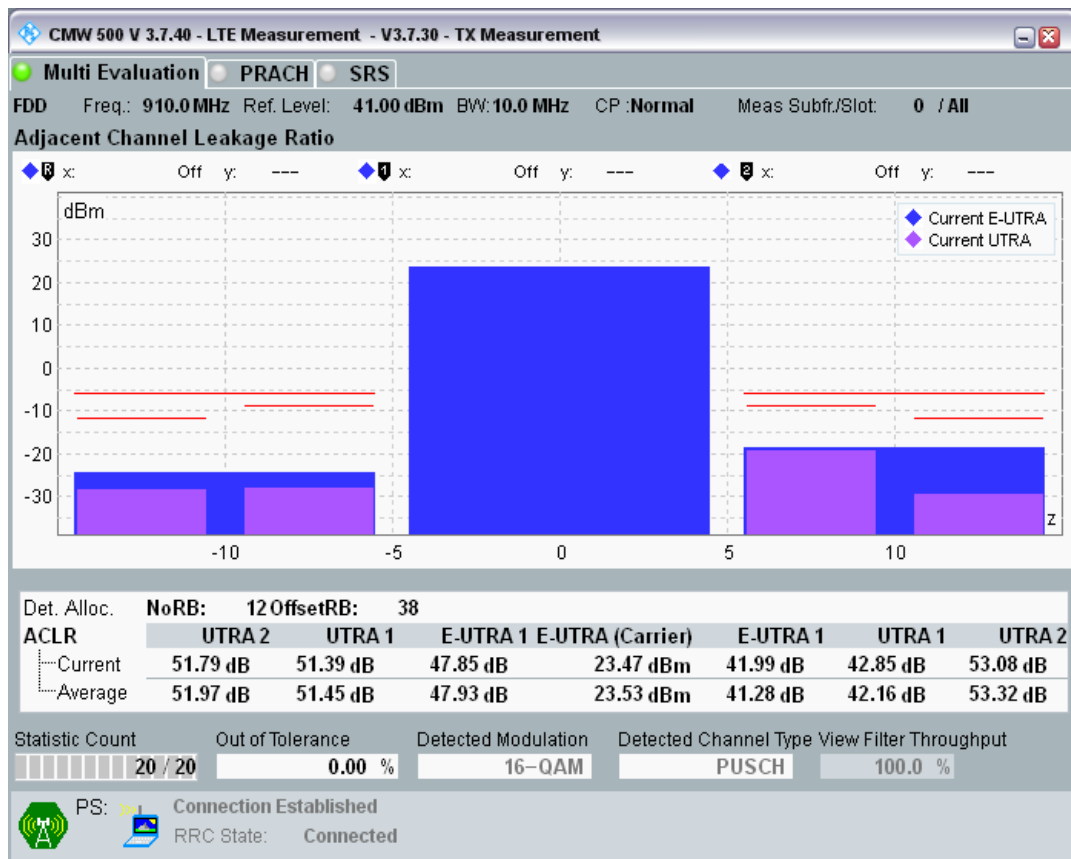 CMW 500 V 3.7.40 - LTE Measurement - V3.7.30 - TX Measurement
Multi Evaluation PRACH SRS
FDD Freq.: 910.0 MHz Ref. Level: 41.00 dBm BW: 10.0 MHz CP :Normal Meas Subfr./Slot: 0 / All
Adjacent Channel Leakage Ratio
R x: Off y: --- 1 x: Off y: --- 2 x: Off y: ---
dBm
Current E-UTRA
Current UTRA
30
20
10
0
-10
-20
-30
z
-10 -5 0 5 10
Det. Alloc. NoRB: 12 OffsetRB: 38
ACLR UTRA 2 UTRA 1 E-UTRA 1 E-UTRA (Carrier) E-UTRA 1 UTRA 1 UTRA 2
Current 51.79 dB 51.39 dB 47.85 dB 23.47 dBm 41.99 dB 42.85 dB 53.08 dB
Average 51.97 dB 51.45 dB 47.93 dB 23.53 dBm 41.28 dB 42.16 dB 53.32 dB
Statistic Count Out of Tolerance Detected Modulation Detected Channel Type View Filter Throughput
20 / 20 0.00 % 16-QAM PUSCH 100.0 %
PS: Connection Established
RRC State: Connected